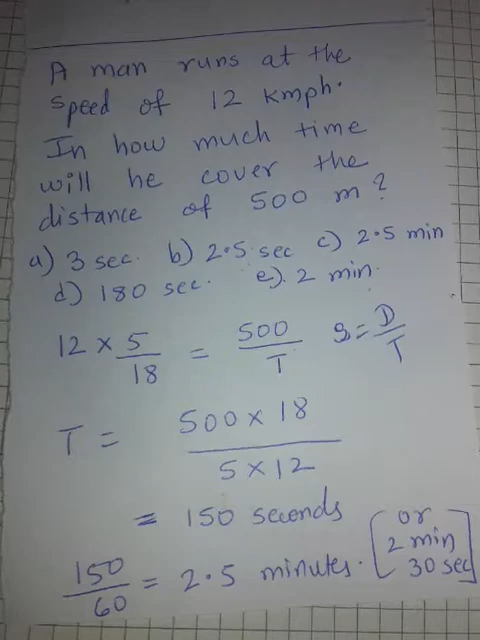 A man runs at the
speed of 12 kmph.
In how much time
will he cover the
distance of 500 m?
a) 3 sec. b) 2.5 sec c) 2.5 min
d) 180 sec. e). 2 min.
12 × 5/18 = 500/T S = D/T
T = 500 × 18 / 5 × 12
= 150 seconds
150/60 = 2.5 minutes. [or 2 min 30 sec]